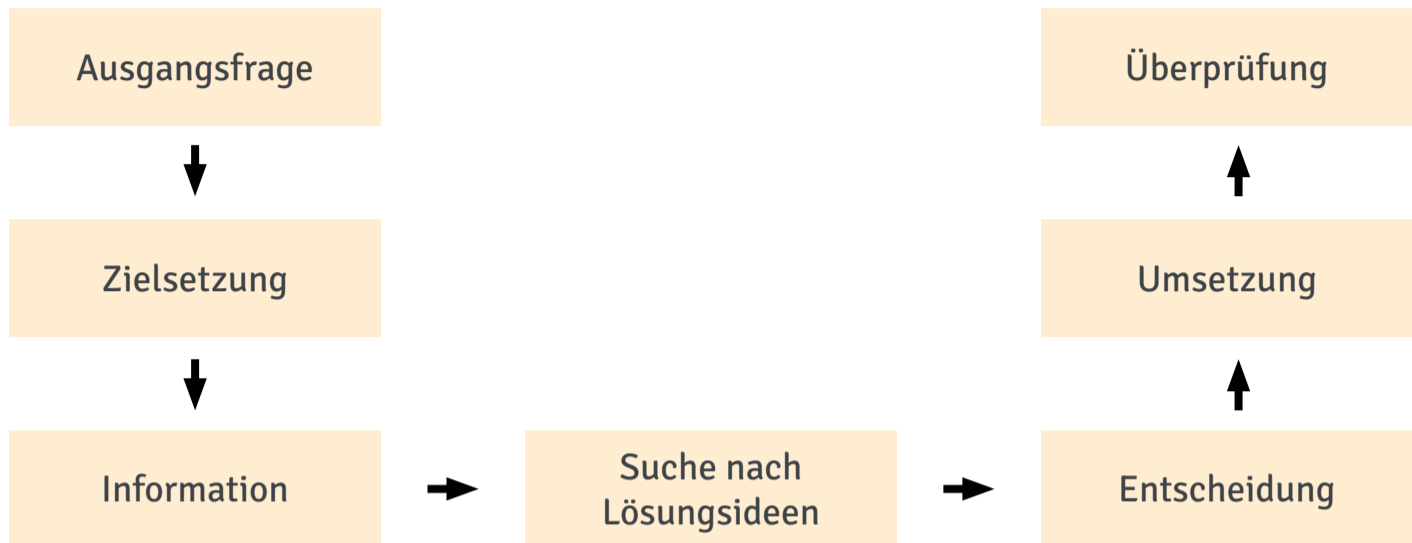 Ausgangsfrage
Zielsetzung
Information
Suche nach
Lösungsideen
Entscheidung
Umsetzung
Überprüfung